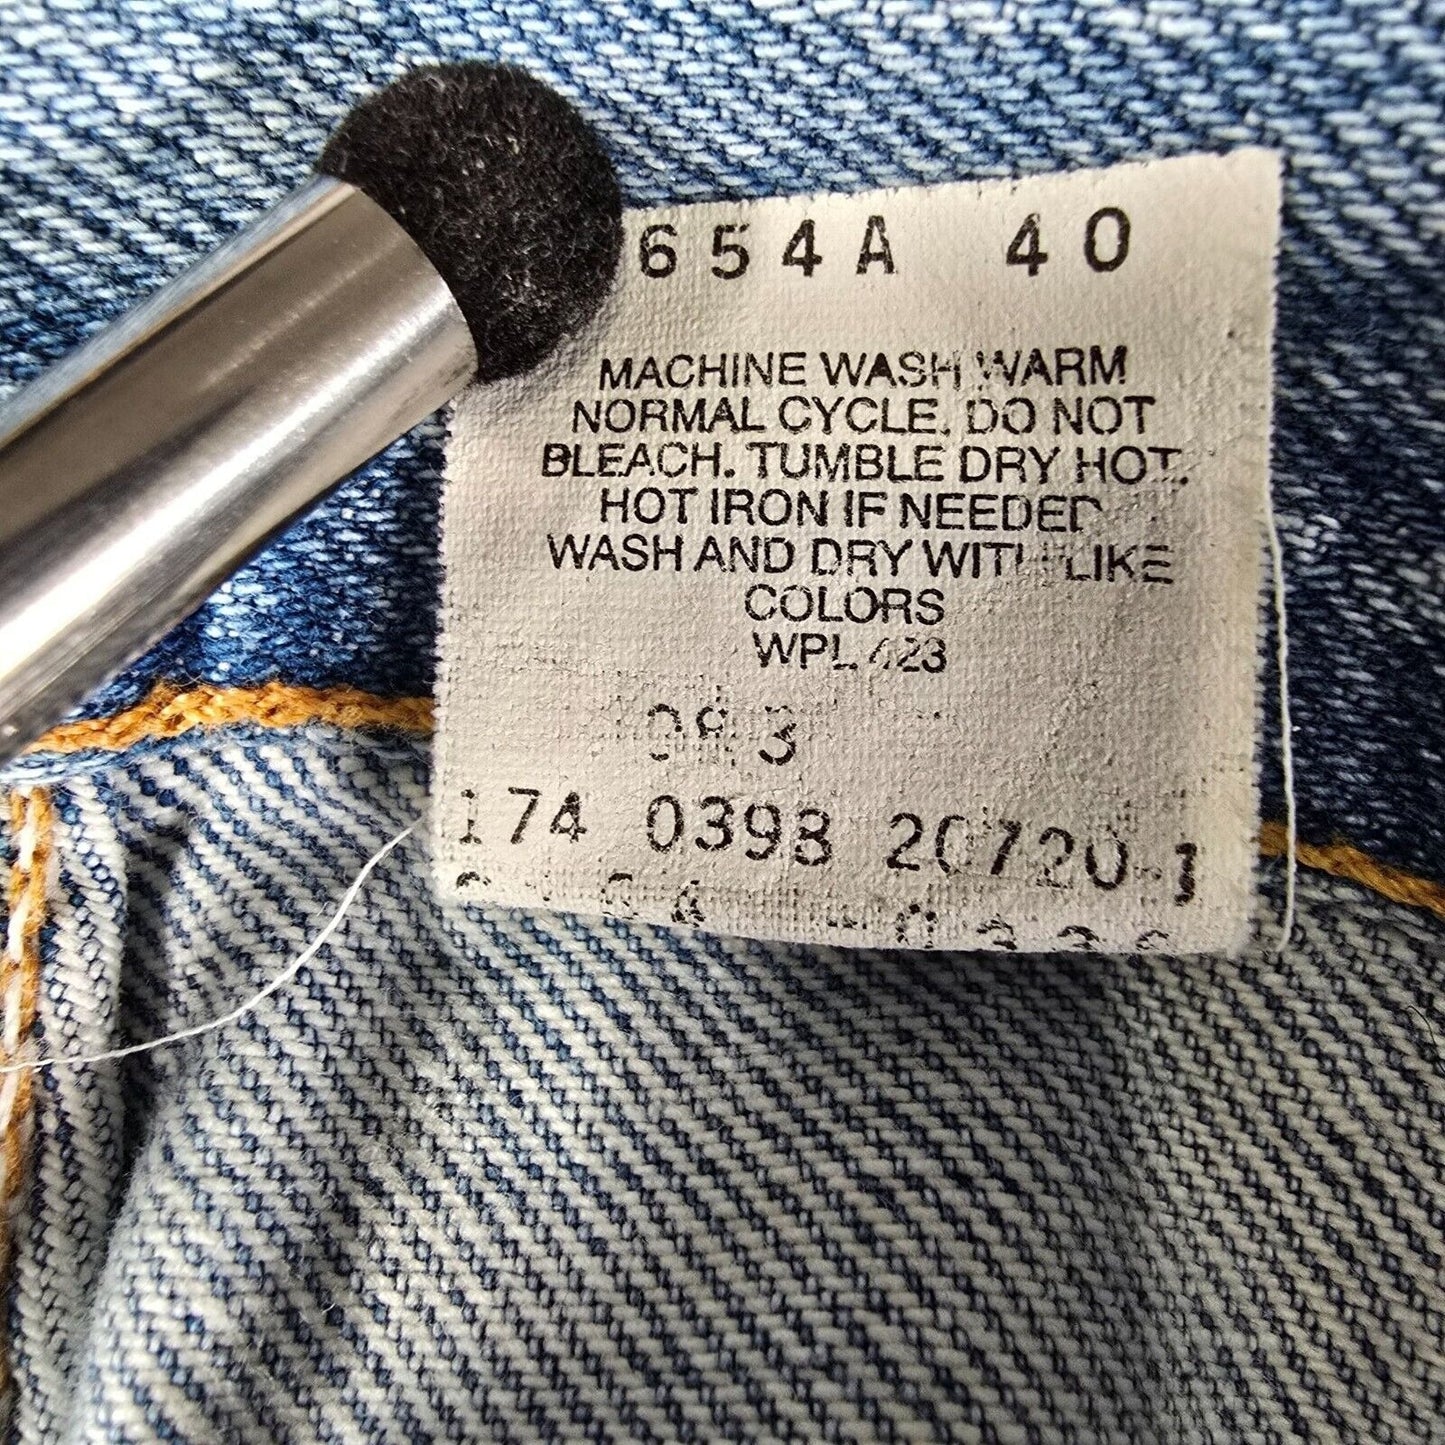 654A 40
MACHINE WASH WARM
NORMAL CYCLE. DO NOT
BLEACH. TUMBLE DRY HOT.
HOT IRON IF NEEDED
WASH AND DRY WITH LIKE
COLORS
WPL 423
174 0398 20720-1